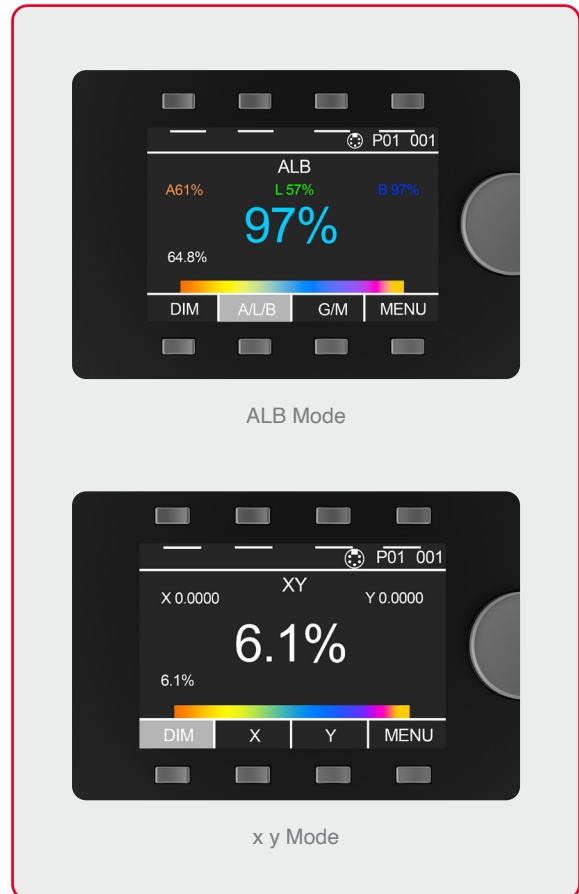 P01 001
ALB
A61% L 57% B 97%
97%
64.8%
DIM A/L/B G/M MENU
ALB Mode
P01 001
XY
X 0.0000 Y 0.0000
6.1%
6.1%
DIM X Y MENU
x y Mode